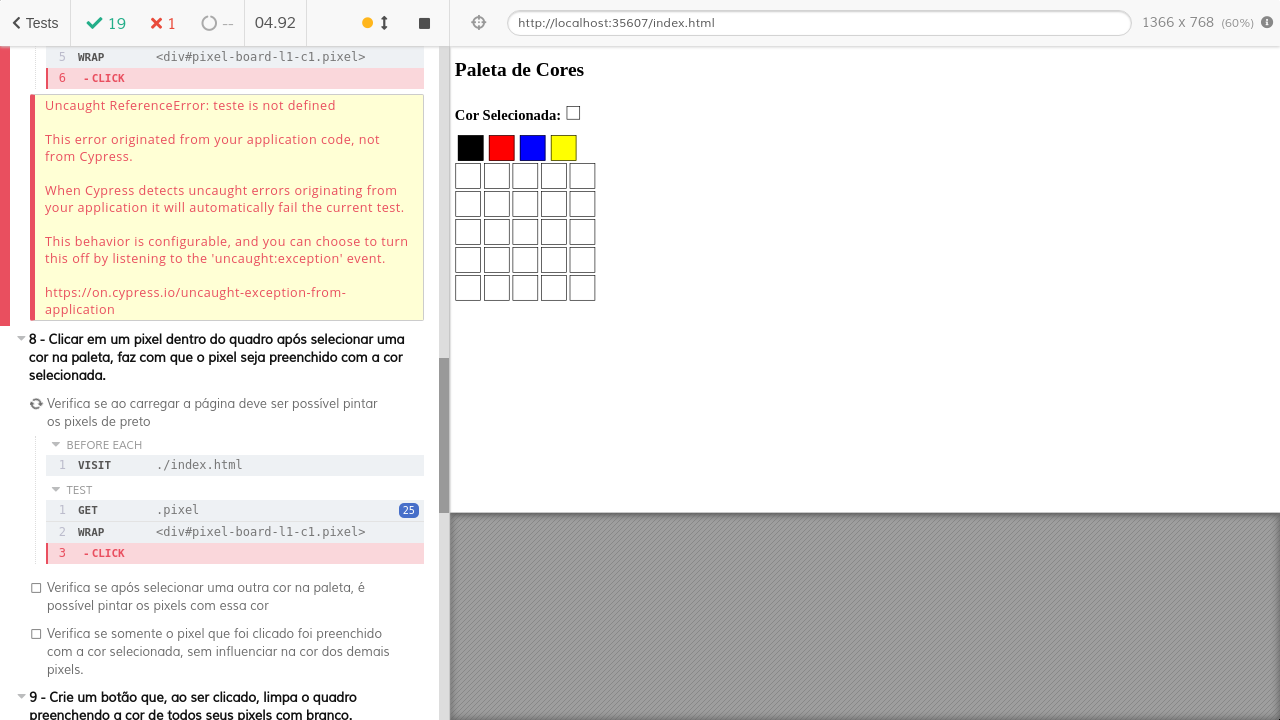 Tests
19
1
--
04.92
http://localhost:35607/index.html
1366 x 768 (60%)
5 WRAP <div#pixel-board-l1-c1.pixel>
6 - CLICK
Uncaught ReferenceError: teste is not defined
This error originated from your application code, not
from Cypress.
When Cypress detects uncaught errors originating from
your application it will automatically fail the current test.
This behavior is configurable, and you can choose to turn
this off by listening to the 'uncaught:exception' event.
https://on.cypress.io/uncaught-exception-from-
application
8 - Clicar em um pixel dentro do quadro após selecionar uma
cor na paleta, faz com que o pixel seja preenchido com a cor
selecionada.
Verifica se ao carregar a página deve ser possível pintar
os pixels de preto
BEFORE EACH
1 VISIT ./index.html
TEST
1 GET .pixel 25
2 WRAP <div#pixel-board-l1-c1.pixel>
3 - CLICK
Verifica se após selecionar uma outra cor na paleta, é
possível pintar os pixels com essa cor
Verifica se somente o pixel que foi clicado foi preenchido
com a cor selecionada, sem influenciar na cor dos demais
pixels.
9 - Crie um botão que, ao ser clicado, limpa o quadro
preenchendo a cor de todos seus pixels com branco.
Paleta de Cores
Cor Selecionada: